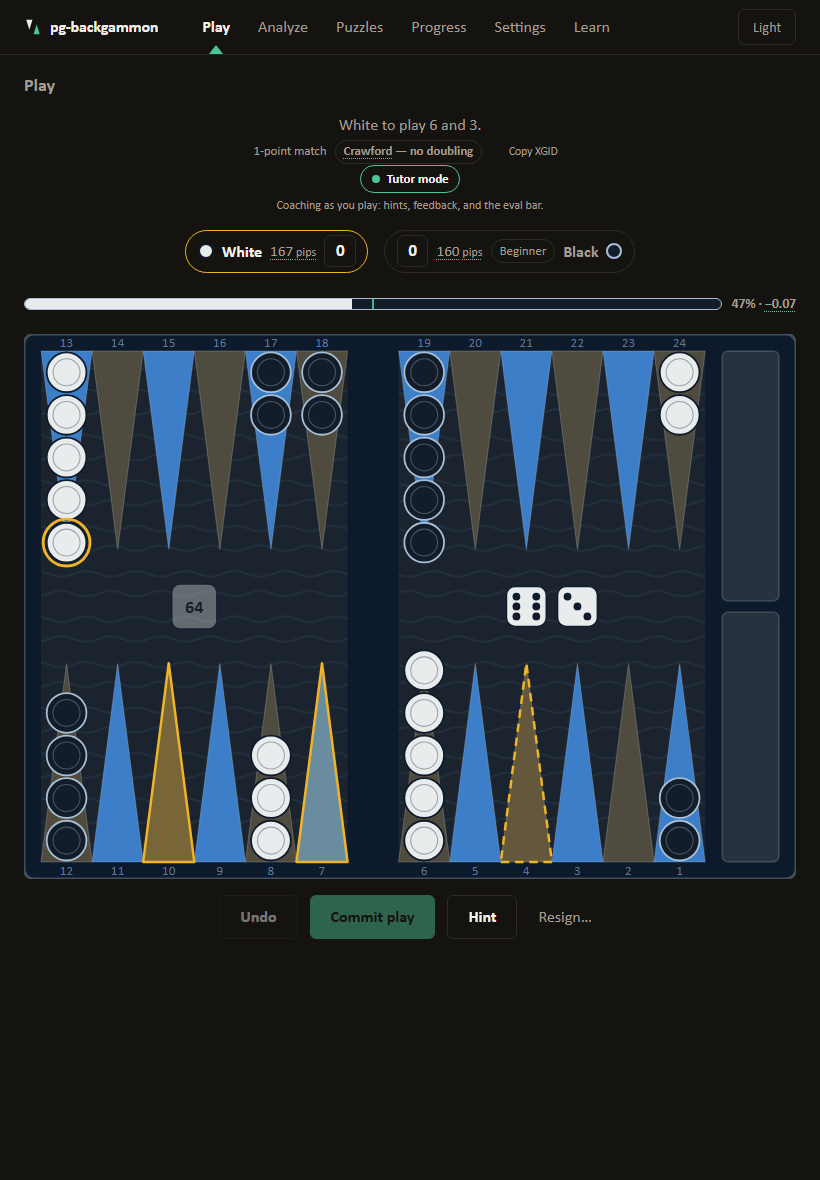 pg-backgammon Play Analyze Puzzles Progress Settings Learn Light
Play
White to play 6 and 3.
1-point match Crawford — no doubling Copy XGID
Tutor mode
Coaching as you play: hints, feedback, and the eval bar.
White 167 pips 0 0 160 pips Beginner Black
47% · −0.07
13 14 15 16 17 18 19 20 21 22 23 24
64
12 11 10 9 8 7 6 5 4 3 2 1
Undo Commit play Hint Resign...